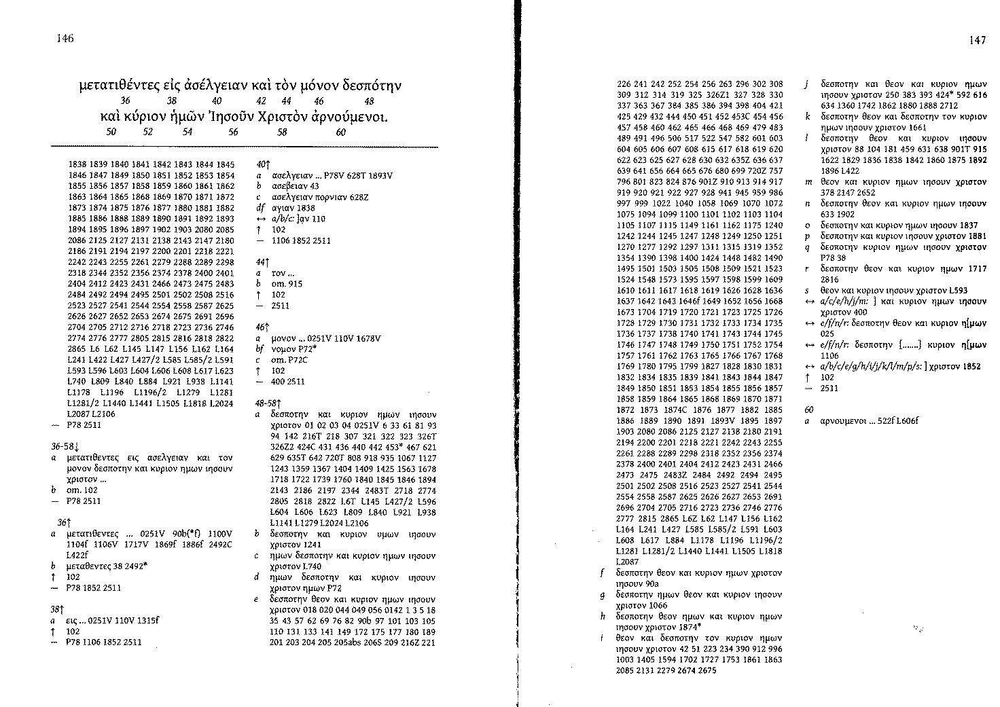 146
μετατιθέντες εἰς ἀσέλγειαν καὶ τὸν μόνον δεσπότην
36 38 40 42 44 46 48
καὶ κύριον ἡμῶν Ἰησοῦν Χριστὸν ἀρνούμενοι.
50 52 54 56 58 60
1838 1839 1840 1841 1842 1843 1844 1845
1846 1847 1849 1850 1851 1852 1853 1854
1855 1856 1857 1858 1859 1860 1861 1862
1863 1864 1865 1868 1869 1870 1871 1872
1873 1874 1875 1876 1877 1880 1881 1882
1885 1886 1888 1889 1890 1891 1892 1893
1894 1895 1896 1897 1902 1903 2080 2085
2086 2125 2127 2131 2138 2143 2147 2180
2186 2191 2194 2197 2200 2201 2218 2221
2242 2243 2255 2261 2279 2288 2289 2298
2318 2344 2352 2356 2374 2378 2400 2401
2404 2412 2423 2431 2466 2473 2475 2483
2484 2492 2494 2495 2501 2502 2508 2516
2523 2527 2541 2544 2554 2558 2587 2625
2626 2627 2652 2653 2674 2675 2691 2696
2704 2705 2712 2716 2718 2723 2736 2746
2774 2776 2777 2805 2815 2816 2818 2822
2865 L6 L62 L145 L147 L156 L162 L164
L241 L422 L427 L427/2 L585 L585/2 L591
L593 L596 L603 L604 L606 L608 L617 L623
L740 L809 L840 L884 L921 L938 L1141
L1178 L1196 L1196/2 L1279 L1281
L1281/2 L1440 L1441 L1505 L1818 L2024
L2087 L2106
— P78 2511
36-58↓
a μετατιθεντες εις ασελγειαν και τον
μονον δεσποτην και κυριον ημων ιησουν
χριστον ...
b om. 102
— P78 2511
36↑
a μετατιθεντες ... 0251V 90b(*f) 1100V
1104f 1106V 1717V 1869f 1886f 2492C
L422f
b μεταθεντες 38 2492*
↑ 102
— P78 1852 2511
38↑
a εις ... 0251V 110V 1315f
↑ 102
— P78 1106 1852 2511
40↑
a ασελγειαν ... P78V 628T 1893V
b ασεβειαν 43
c ασελγειαν πορνιαν 628Z
df αγιαν 1838
↔ a/b/c: ]αν 110
↑ 102
— 1106 1852 2511
44↑
a τον ...
b om. 915
↑ 102
— 2511
46↑
a μονον ... 0251V 110V 1678V
bf νομον P72*
c om. P72C
↑ 102
— 400 2511
48-58↑
a δεσποτην και κυριον ημων ιησουν
χριστον 01 02 03 04 0251V 6 33 61 81 93
94 142 216T 218 307 321 322 323 326T
326Z2 424C 431 436 440 442 453* 467 621
629 635T 642 720T 808 918 935 1067 1127
1243 1359 1367 1404 1409 1425 1563 1678
1718 1722 1739 1760 1840 1845 1846 1894
2143 2186 2197 2344 2483T 2718 2774
2805 2818 2822 L6T L145 L427/2 L596
L604 L606 L623 L809 L840 L921 L938
L1141 L1279 L2024 L2106
b δεσποτην και κυριον υμων ιησουν
χριστον 1241
c ημων δεσποτην και κυριον ημων ιησουν
χριστον L740
d ημων δεσποτην και κυριον ιησουν
χριστον ημων P72
e δεσποτην θεον και κυριον ημων ιησουν
χριστον 018 020 044 049 056 0142 1 3 5 18
35 43 57 62 69 76 82 90b 97 101 103 105
110 131 133 141 149 172 175 177 180 189
201 203 204 205 205abs 206S 209 216Z 221
147
226 241 242 252 254 256 263 296 302 308
309 312 314 319 325 326Z1 327 328 330
337 363 367 384 385 386 394 398 404 421
425 429 432 444 450 451 452 453C 454 456
457 458 460 462 465 466 468 469 479 483
489 491 496 506 517 522 547 582 601 603
604 605 606 607 608 615 617 618 619 620
622 623 625 627 628 630 632 635Z 636 637
639 641 656 664 665 676 680 699 720Z 757
796 801 823 824 876 901Z 910 913 914 917
919 920 921 922 927 928 941 945 959 986
997 999 1022 1040 1058 1069 1070 1072
1075 1094 1099 1100 1101 1102 1103 1104
1105 1107 1115 1149 1161 1162 1175 1240
1242 1244 1245 1247 1248 1249 1250 1251
1270 1277 1292 1297 1311 1315 1319 1352
1354 1390 1398 1400 1424 1448 1482 1490
1495 1501 1503 1505 1508 1509 1521 1523
1524 1548 1573 1595 1597 1598 1599 1609
1610 1611 1617 1618 1619 1626 1628 1636
1637 1642 1643 1646f 1649 1652 1656 1668
1673 1704 1719 1720 1721 1723 1725 1726
1728 1729 1730 1731 1732 1733 1734 1735
1736 1737 1738 1740 1741 1743 1744 1745
1746 1747 1748 1749 1750 1751 1752 1754
1757 1761 1762 1763 1765 1766 1767 1768
1769 1780 1795 1799 1827 1828 1830 1831
1832 1834 1835 1839 1841 1843 1844 1847
1849 1850 1851 1853 1854 1855 1856 1857
1858 1859 1864 1865 1868 1869 1870 1871
1872 1873 1874C 1876 1877 1882 1885
1886 1889 1890 1891 1893V 1895 1897
1903 2080 2086 2125 2127 2138 2180 2191
2194 2200 2201 2218 2221 2242 2243 2255
2261 2288 2289 2298 2318 2352 2356 2374
2378 2400 2401 2404 2412 2423 2431 2466
2473 2475 2483Z 2484 2492 2494 2495
2501 2502 2508 2516 2523 2527 2541 2544
2554 2558 2587 2625 2626 2627 2653 2691
2696 2704 2705 2716 2723 2736 2746 2776
2777 2815 2865 L6Z L62 L147 L156 L162
L164 L241 L427 L585 L585/2 L591 L603
L608 L617 L884 L1178 L1196 L1196/2
L1281 L1281/2 L1440 L1441 L1505 L1818
L2087
f δεσποτην θεον και κυριον ημων χριστον
ιησουν 90a
g δεσποτην ημων θεον και κυριον ιησουν
χριστον 1066
h δεσποτην θεον ημων και κυριον ημων
ιησουν χριστον 1874*
i θεον και δεσποτην τον κυριον ημων
ιησουν χριστον 42 51 223 234 390 912 996
1003 1405 1594 1702 1727 1753 1861 1863
2085 2131 2279 2674 2675
j δεσποτην και θεον και κυριον ημων
ιησουν χριστον 250 383 393 424* 592 616
634 1360 1742 1862 1880 1888 2712
k δεσποτην θεον και δεσποτην τον κυριον
ημων ιησουν χριστον 1661
l δεσποτην θεον και κυριον ιησουν
χριστον 88 104 181 459 631 638 901T 915
1622 1829 1836 1838 1842 1860 1875 1892
1896 L422
m θεον και κυριον ημων ιησουν χριστον
378 2147 2652
n δεσποτην θεον και κυριον ημων ιησουν
633 1902
o δεσποτην και κυριον ημων ιησουν 1837
p δεσποτην και κυριον ιησουν χριστον 1881
q δεσποτην κυριον ημων ιησουν χριστον
P78 38
r δεσποτην θεον και κυριον ημων 1717
2816
s θεον και κυριον ιησουν χριστον L593
↔ a/c/e/h/j/m: ] και κυριον ημων ιησουν
χριστον 400
↔ e/f/n/r: δεσποτην θεον και κυριον η[μων
025
↔ e/f/n/r: δεσποτην [.......] κυριον η[μων
1106
↔ a/b/c/e/g/h/i/j/k/l/m/p/s: ] χριστον 1852
↑ 102
— 2511
60
a αρνουμενοι ... 522f L606f